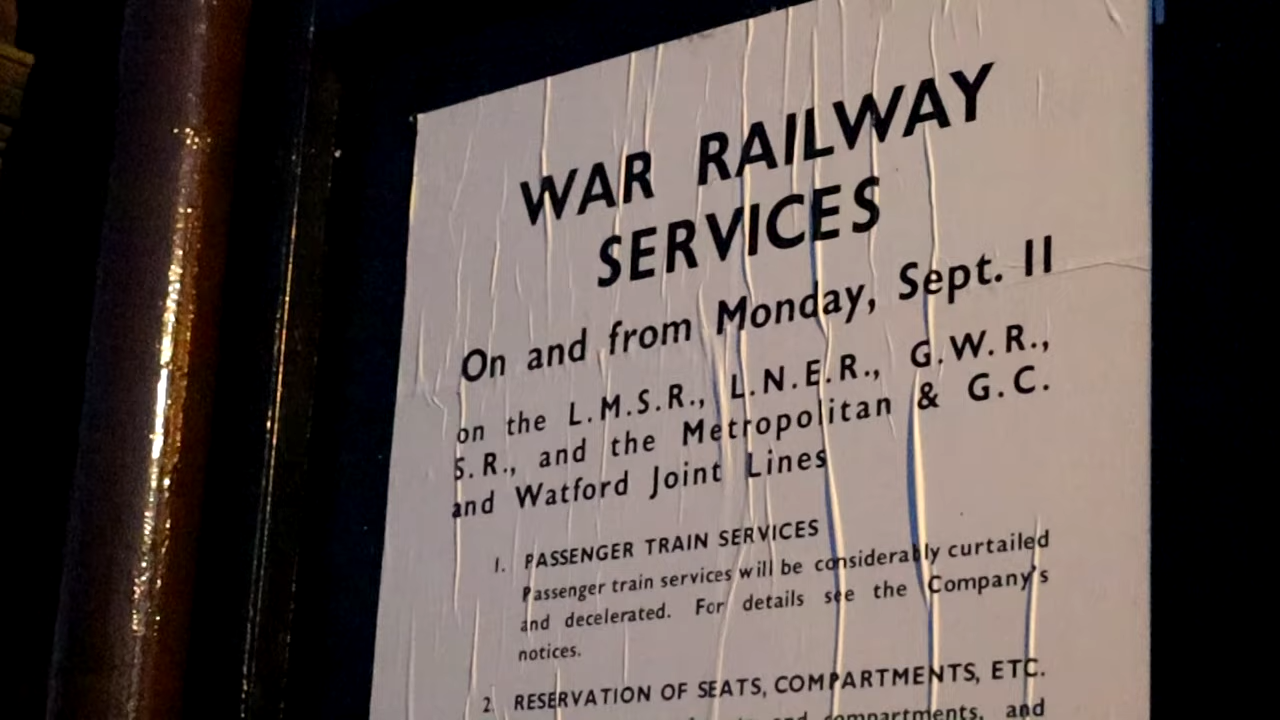 WAR RAILWAY
SERVICES
On and from Monday, Sept. 11
on the L.M.S.R., L.N.E.R., G.W.R.,
S.R., and the Metropolitan & G.C.
and Watford Joint Lines
1. PASSENGER TRAIN SERVICES
Passenger train services will be considerably curtailed
and decelerated. For details see the Company's
notices.
2. RESERVATION OF SEATS, COMPARTMENTS, ETC.
and compartments, and